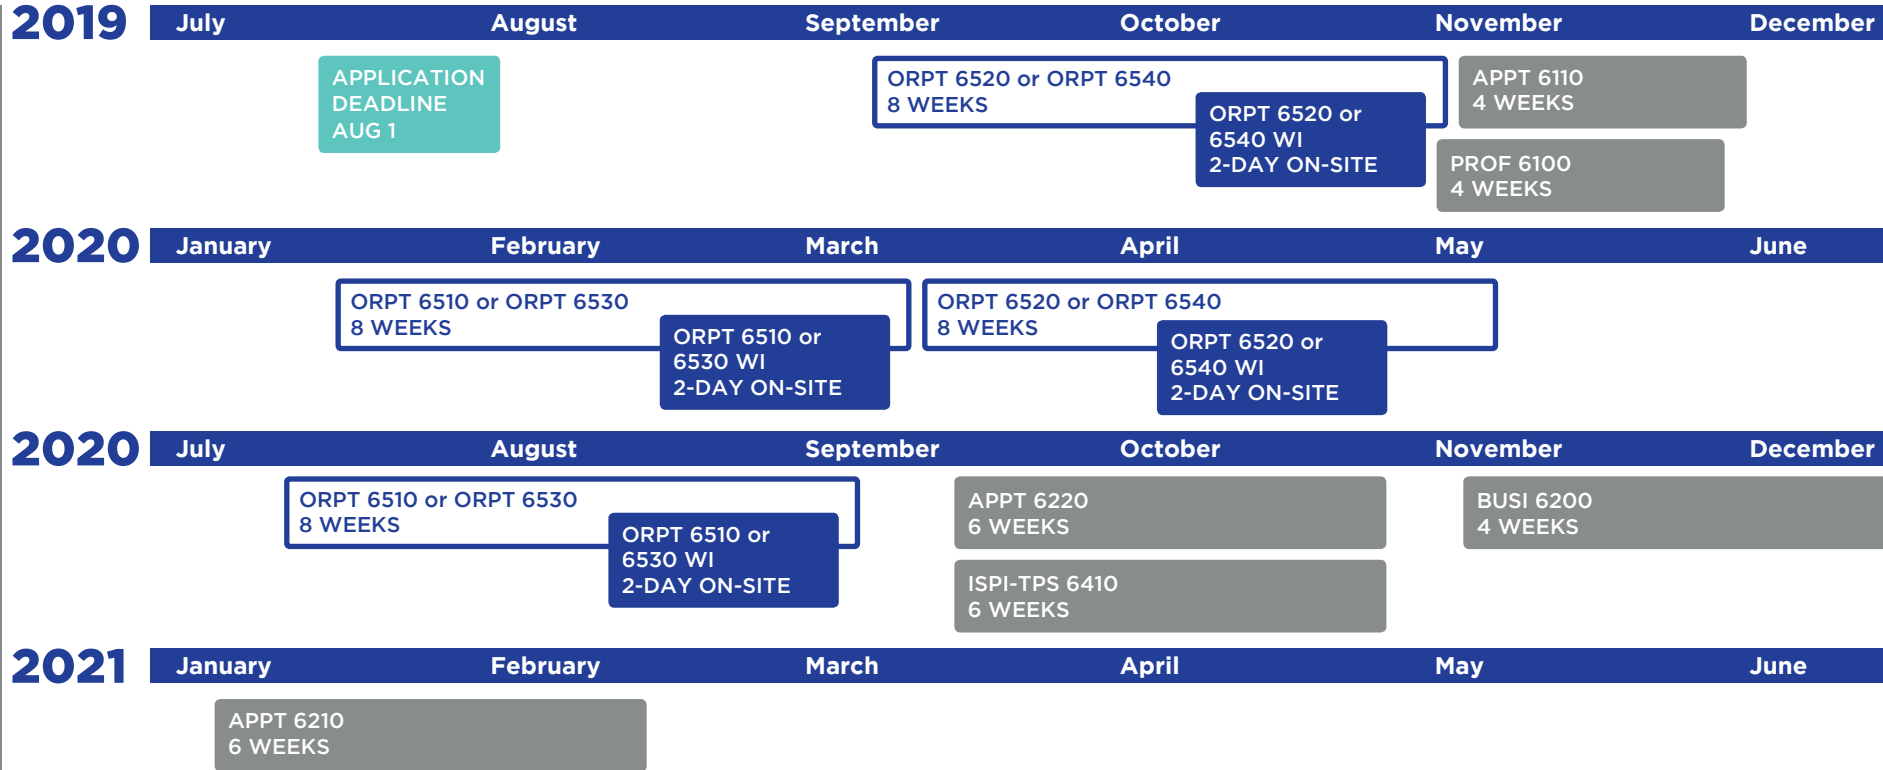 2019 July August September October November December
APPLICATION
DEADLINE
AUG 1
ORPT 6520 or ORPT 6540
8 WEEKS
ORPT 6520 or
6540 WI
2-DAY ON-SITE
APPT 6110
4 WEEKS
PROF 6100
4 WEEKS
2020 January February March April May June
ORPT 6510 or ORPT 6530
8 WEEKS
ORPT 6510 or
6530 WI
2-DAY ON-SITE
ORPT 6520 or ORPT 6540
8 WEEKS
ORPT 6520 or
6540 WI
2-DAY ON-SITE
2020 July August September October November December
ORPT 6510 or ORPT 6530
8 WEEKS
ORPT 6510 or
6530 WI
2-DAY ON-SITE
APPT 6220
6 WEEKS
ISPI-TPS 6410
6 WEEKS
BUSI 6200
4 WEEKS
2021 January February March April May June
APPT 6210
6 WEEKS